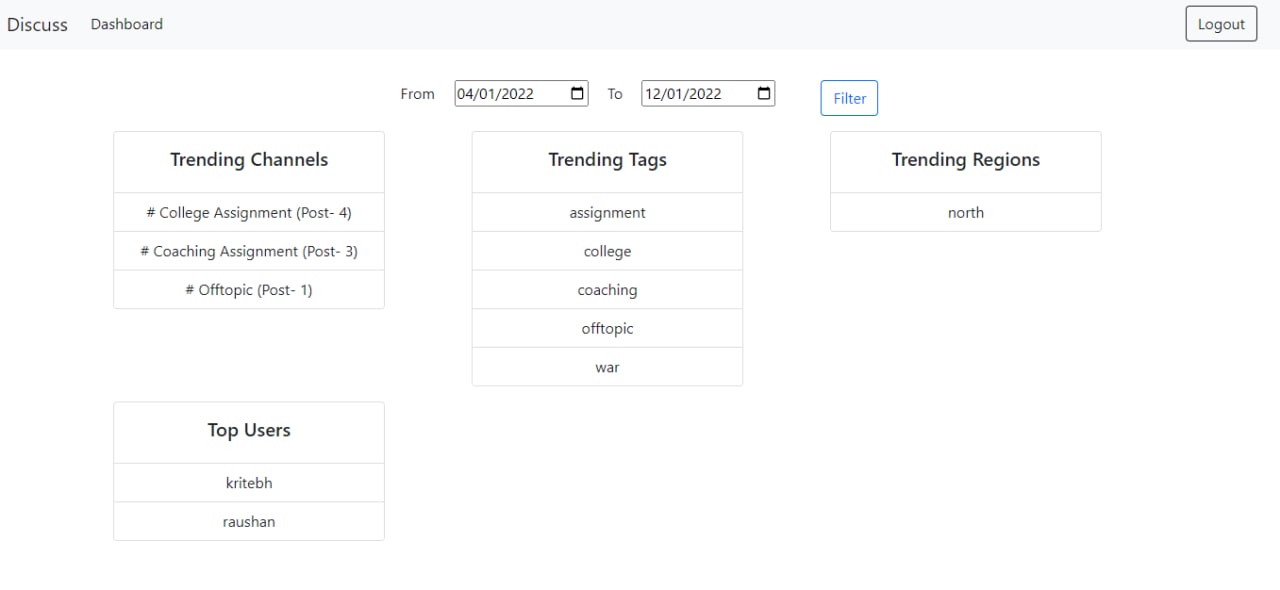 Discuss Dashboard Logout
From 04/01/2022 To 12/01/2022 Filter
Trending Channels
# College Assignment (Post- 4)
# Coaching Assignment (Post- 3)
# Offtopic (Post- 1)
Trending Tags
assignment
college
coaching
offtopic
war
Trending Regions
north
Top Users
kritebh
raushan